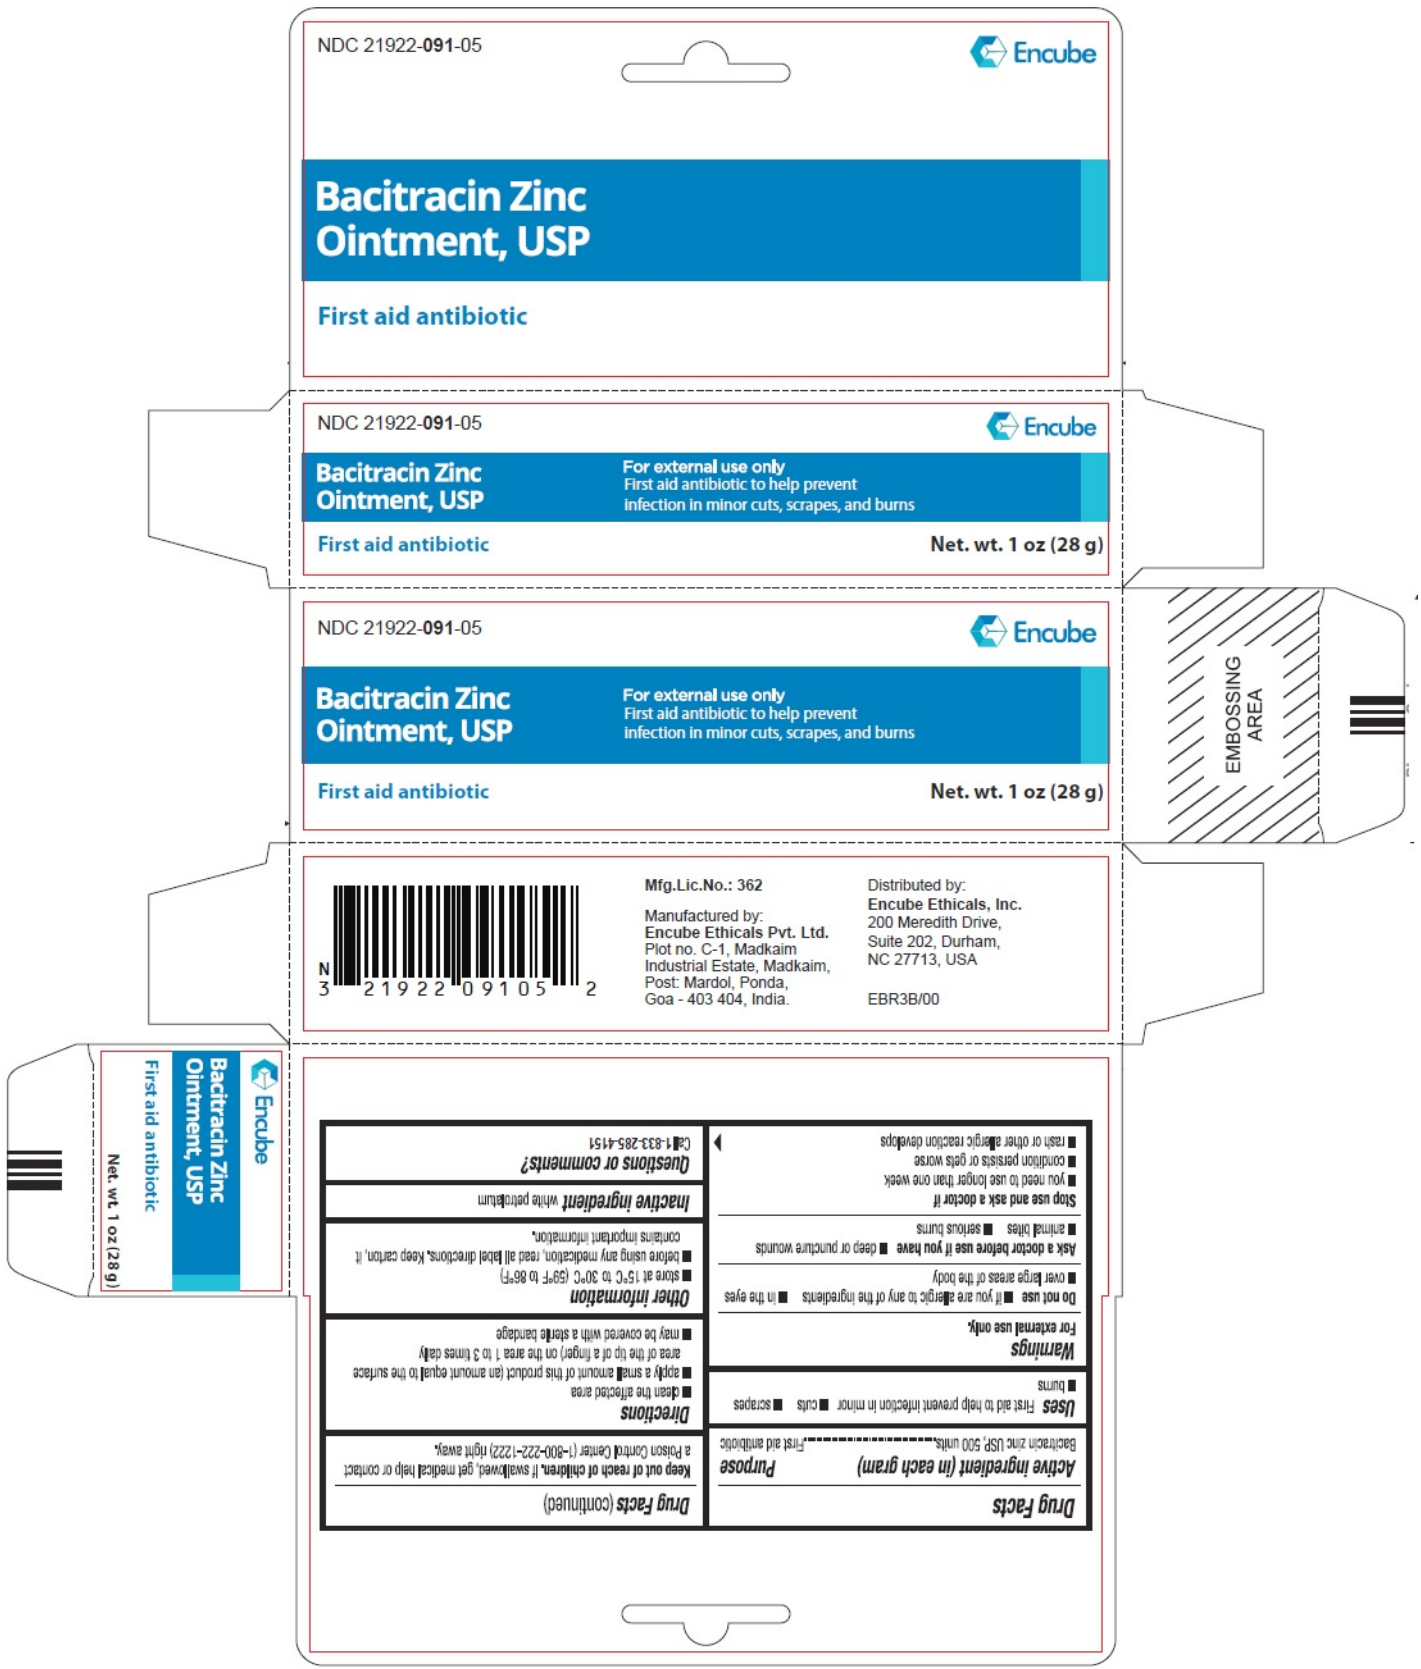 NDC 21922-091-05
Encube
Bacitracin Zinc
Ointment, USP
First aid antibiotic
NDC 21922-091-05
Encube
Bacitracin Zinc
Ointment, USP
For external use only
First aid antibiotic to help prevent
infection in minor cuts, scrapes, and burns
First aid antibiotic
Net. wt. 1 oz (28 g)
NDC 21922-091-05
Encube
Bacitracin Zinc
Ointment, USP
For external use only
First aid antibiotic to help prevent
infection in minor cuts, scrapes, and burns
First aid antibiotic
Net. wt. 1 oz (28 g)
EMBOSSING
AREA
N
3 21922 09105 2
Mfg.Lic.No.: 362
Manufactured by:
Encube Ethicals Pvt. Ltd.
Plot no. C-1, Madkaim
Industrial Estate, Madkaim,
Post: Mardol, Ponda,
Goa - 403 404, India.
Distributed by:
Encube Ethicals, Inc.
200 Meredith Drive,
Suite 202, Durham,
NC 27713, USA
EBR3B/00
Encube
Bacitracin Zinc
Ointment, USP
First aid antibiotic
Net. wt. 1 oz (28 g)
Drug Facts
Active ingredient (in each gram) Purpose
Bacitracin zinc USP, 500 units........................First aid antibiotic
Uses First aid to help prevent infection in minor ■ cuts ■ scrapes
■ burns
Warnings
For external use only.
Do not use ■ if you are allergic to any of the ingredients ■ in the eyes
■ over large areas of the body
Ask a doctor before use if you have ■ deep or puncture wounds
■ animal bites ■ serious burns
Stop use and ask a doctor if
■ you need to use longer than one week
■ condition persists or gets worse
■ rash or other allergic reaction develops
Drug Facts (continued)
Keep out of reach of children. If swallowed, get medical help or contact
a Poison Control Center (1-800-222-1222) right away.
Directions
■ clean the affected area
■ apply a small amount of this product (an amount equal to the surface
area of the tip of a finger) on the area 1 to 3 times daily
■ may be covered with a sterile bandage
Other information
■ store at 15°C to 30°C (59°F to 86°F)
■ before using any medication, read all label directions. Keep carton, it
contains important information.
Inactive ingredient white petrolatum
Questions or comments?
Call 1-833-285-4151